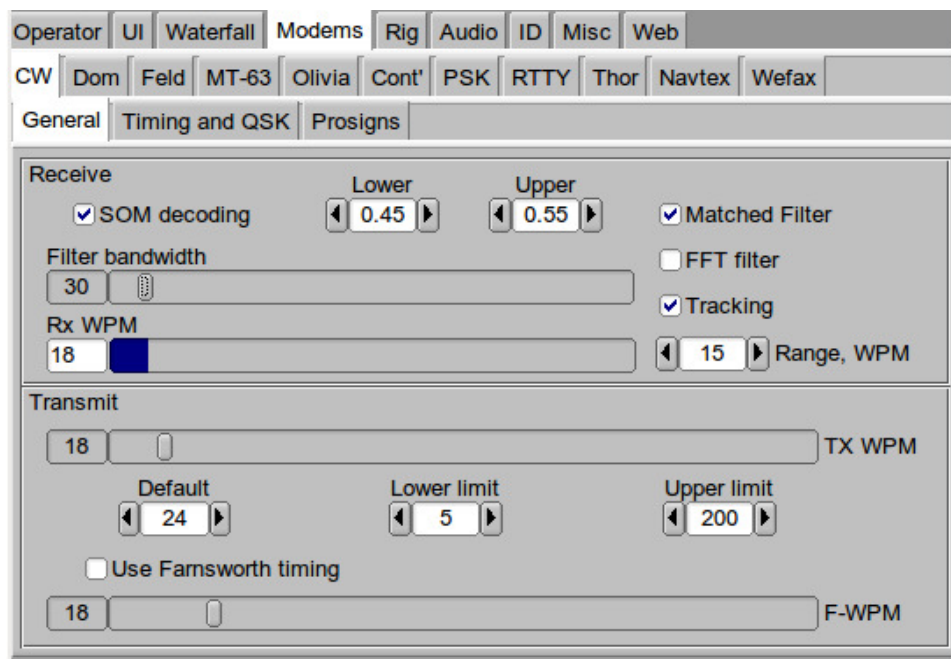 Operator UI Waterfall Modems Rig Audio ID Misc Web
CW Dom Feld MT-63 Olivia Cont' PSK RTTY Thor Navtex Wefax
General Timing and QSK Prosigns
Receive
Lower Upper
SOM decoding 0.45 0.55 Matched Filter
Filter bandwidth FFT filter
30
Tracking
Rx WPM
18 15 Range, WPM
Transmit
18 TX WPM
Default Lower limit Upper limit
24 5 200
Use Farnsworth timing
18 F-WPM